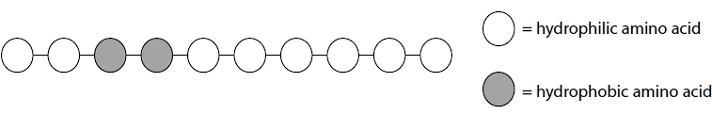 = hydrophilic amino acid
= hydrophobic amino acid